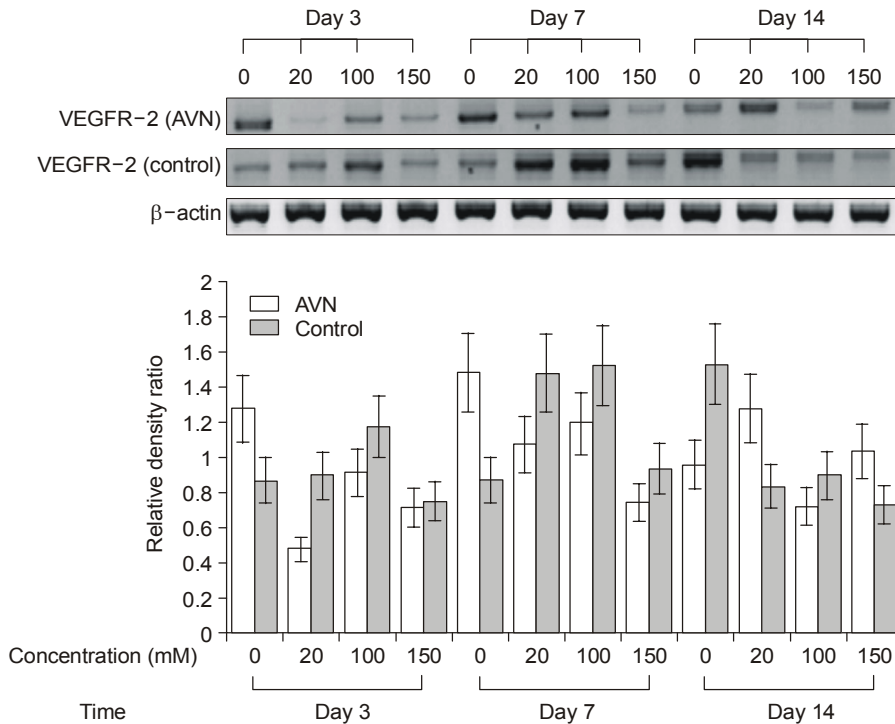 Day 3 Day 7 Day 14
0 20 100 150 0 20 100 150 0 20 100 150
VEGFR−2 (AVN)
VEGFR−2 (control)
β−actin
2
1.8
1.6
1.4
1.2
1
0.8
0.6
0.4
0.2
0
Relative density ratio
AVN
Control
Concentration (mM) 0 20 100 150 0 20 100 150 0 20 100 150
Time Day 3 Day 7 Day 14